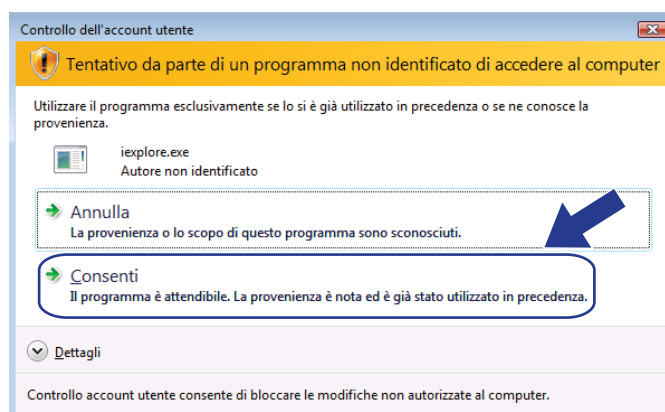 Controllo dell'account utente
Tentativo da parte di un programma non identificato di accedere al computer
Utilizzare il programma esclusivamente se lo si è già utilizzato in precedenza o se ne conosce la
provenienza.
iexplore.exe
Autore non identificato
Annulla
La provenienza o lo scopo di questo programma sono sconosciuti.
Consenti
Il programma è attendibile. La provenienza è nota ed è già stato utilizzato in precedenza.
Dettagli
Controllo account utente consente di bloccare le modifiche non autorizzate al computer.